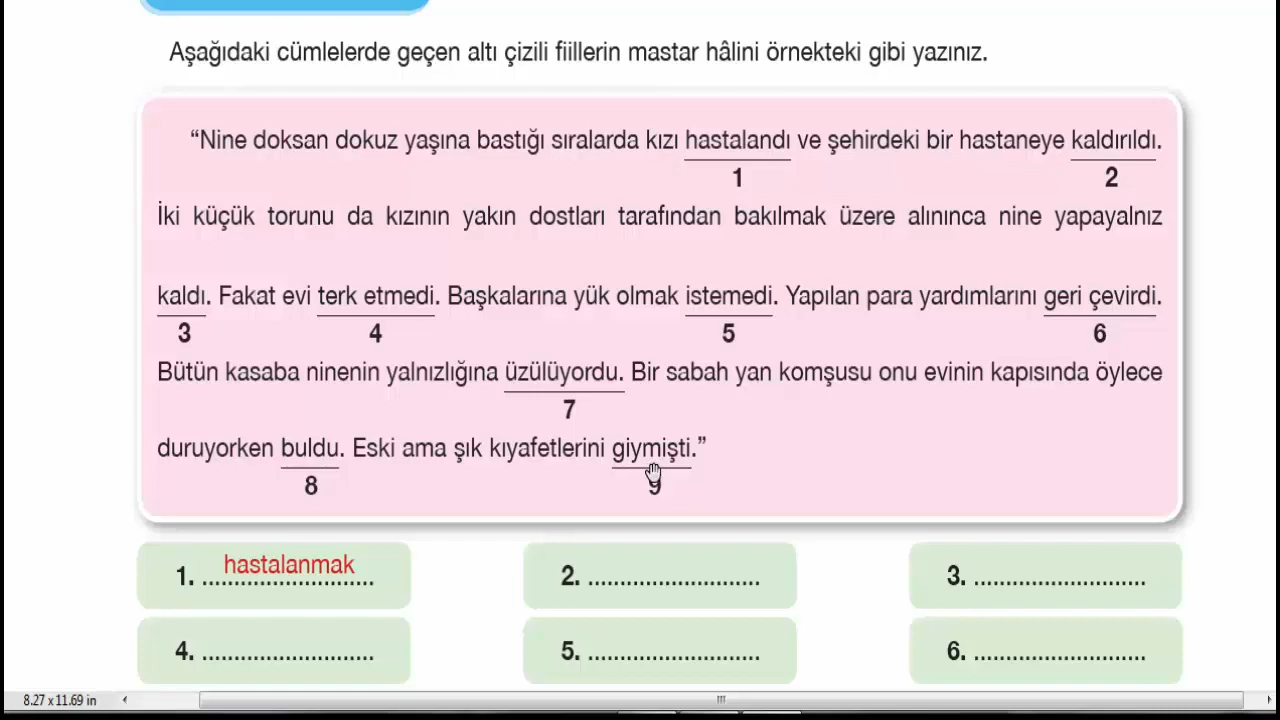 Aşağıdaki cümlelerde geçen altı çizili fiillerin mastar hâlini örnekteki gibi yazınız.
“Nine doksan dokuz yaşına bastığı sıralarda kızı hastalandı ve şehirdeki bir hastaneye kaldırıldı.
1 2
İki küçük torunu da kızının yakın dostları tarafından bakılmak üzere alınınca nine yapayalnız
kaldı. Fakat evi terk etmedi. Başkalarına yük olmak istemedi. Yapılan para yardımlarını geri çevirdi.
3 4 5 6
Bütün kasaba ninenin yalnızlığına üzülüyordu. Bir sabah yan komşusu onu evinin kapısında öylece
7
duruyorken buldu. Eski ama şık kıyafetlerini giymişti.”
8 9
1. hastalanmak 2. ........................... 3. ...........................
4. ........................... 5. ........................... 6. ...........................
8.27 x 11.69 in